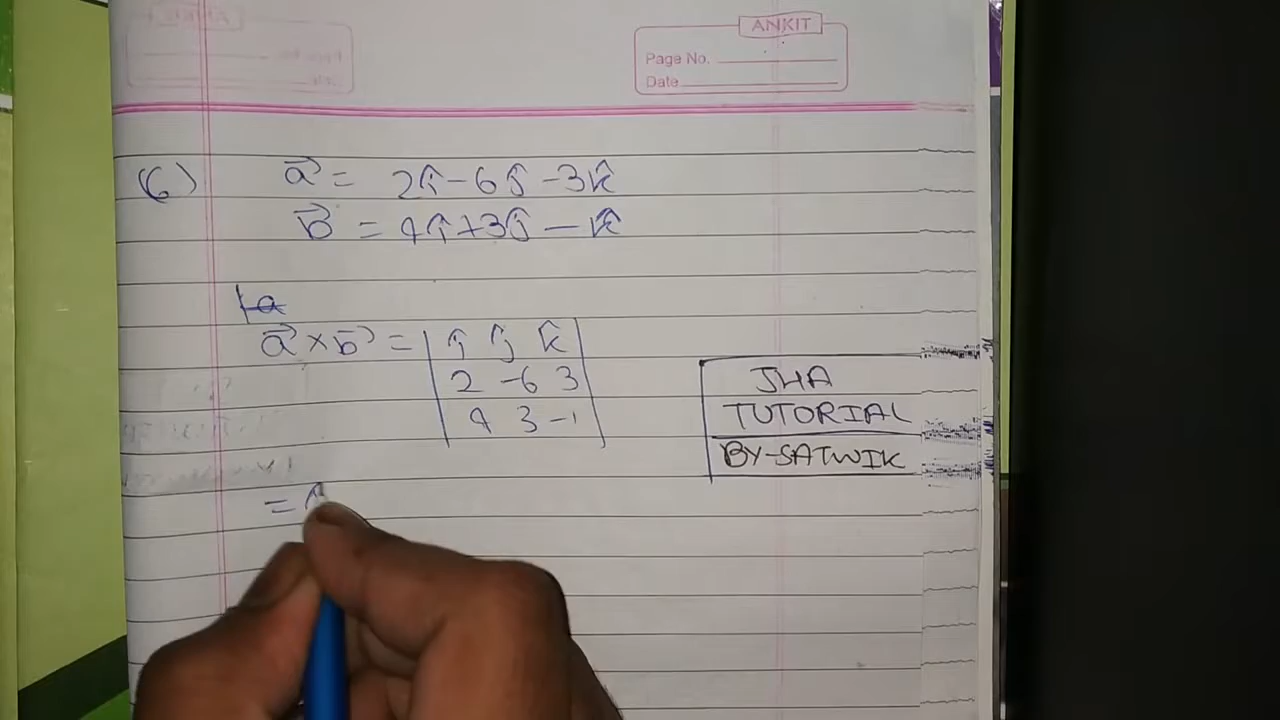 ANKIT
Page No.
Date
(6) a⃗ = 2î-6ĵ-3k̂
b⃗ = 4î+3ĵ-k̂
a⃗ × b⃗ = | î ĵ k̂ |
2 -6 3
4 3 -1
= î
JHA
TUTORIAL
BY-SATWIK